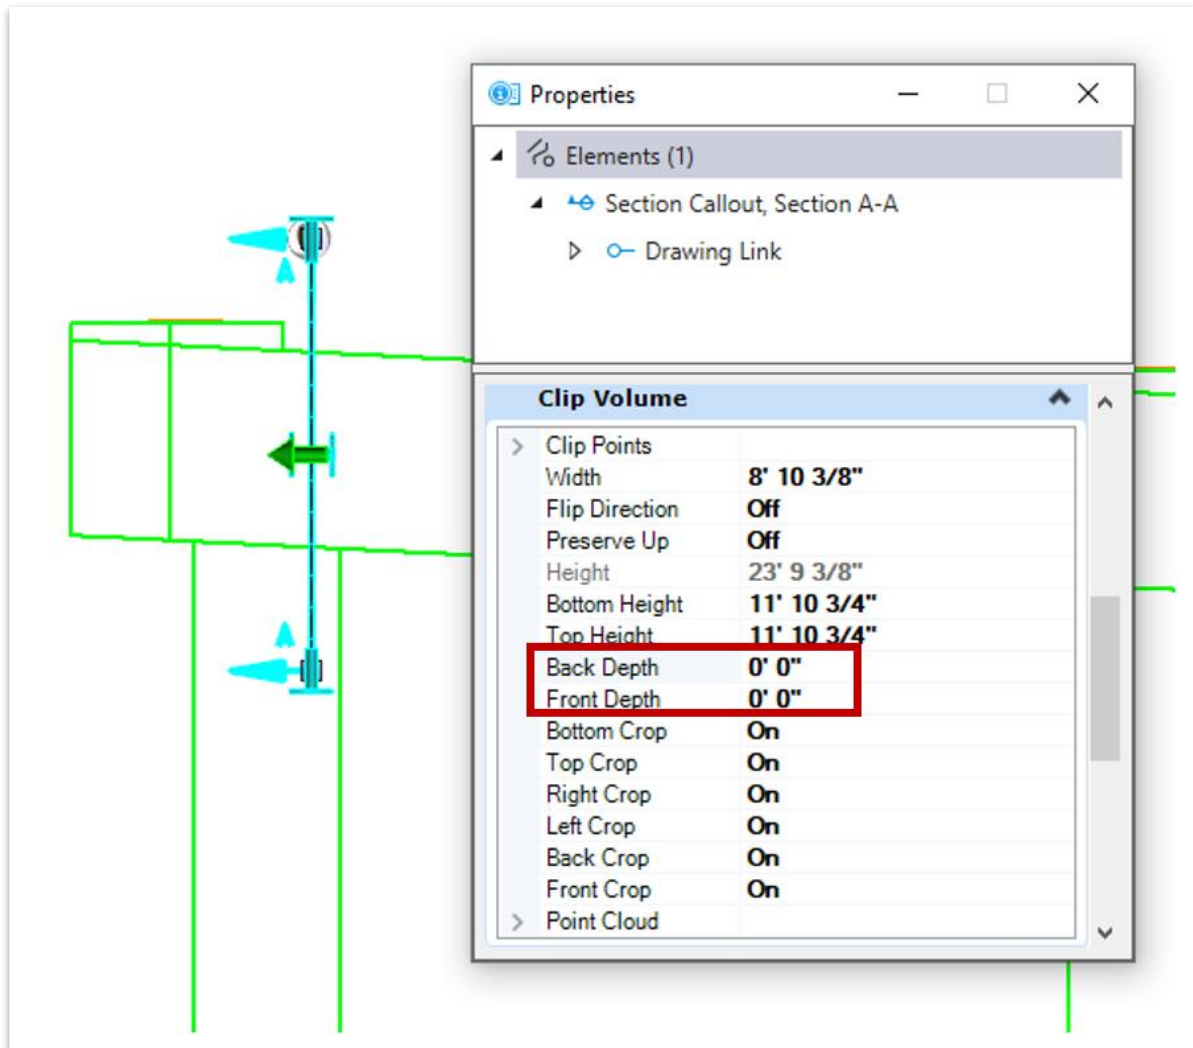 Properties
Elements (1)
Section Callout, Section A-A
Drawing Link
Clip Volume
Clip Points
Width 8' 10 3/8"
Flip Direction Off
Preserve Up Off
Height 23' 9 3/8"
Bottom Height 11' 10 3/4"
Top Height 11' 10 3/4"
Back Depth 0' 0"
Front Depth 0' 0"
Bottom Crop On
Top Crop On
Right Crop On
Left Crop On
Back Crop On
Front Crop On
Point Cloud